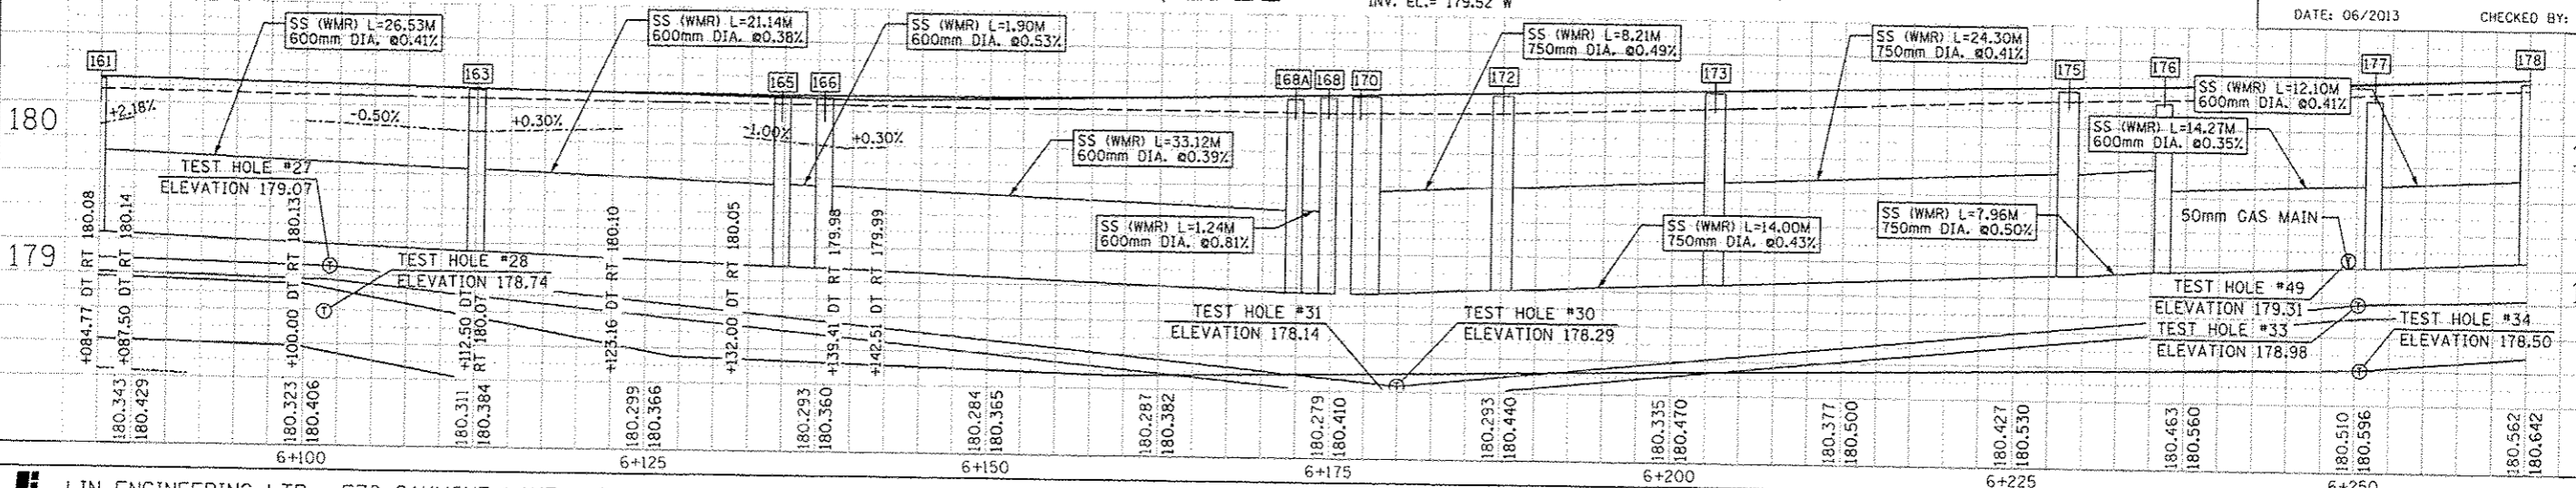 INV. EL.= 179.52 W
DATE: 06/2013 CHECKED BY:
SS (WMR) L=26.53M
600mm DIA. @0.41%
SS (WMR) L=21.14M
600mm DIA. @0.38%
SS (WMR) L=1.90M
600mm DIA. @0.53%
SS (WMR) L=8.21M
750mm DIA. @0.49%
SS (WMR) L=24.30M
750mm DIA. @0.41%
161
163
165
166
168A
168
170
172
173
175
176
177
178
SS (WMR) L=12.10M
600mm DIA. @0.41%
180
+2.18%
-0.50%
+0.30%
-1.00%
+0.30%
SS (WMR) L=33.12M
600mm DIA. @0.39%
SS (WMR) L=14.27M
600mm DIA. @0.35%
TEST HOLE #27
ELEVATION 179.07
SS (WMR) L=1.24M
600mm DIA. @0.81%
SS (WMR) L=14.00M
750mm DIA. @0.43%
SS (WMR) L=7.96M
750mm DIA. @0.50%
50mm GAS MAIN
179
TEST HOLE #28
ELEVATION 178.74
TEST HOLE #31
ELEVATION 178.14
TEST HOLE #30
ELEVATION 178.29
TEST HOLE #49
ELEVATION 179.31
TEST HOLE #33
ELEVATION 178.98
TEST HOLE #34
ELEVATION 178.50
+084.77 DT RT 180.08
+087.50 DT RT 180.14
+100.00 DT RT 180.13
+112.50 DT
RT 180.07
+123.16 DT RT 180.10
+132.00 DT RT 180.05
+139.41 DT RT 179.98
+142.51 DT RT 179.99
180.343
180.429
180.323
180.406
180.311
180.384
180.299
180.366
180.293
180.360
180.284
180.365
180.287
180.382
180.279
180.410
180.293
180.440
180.335
180.470
180.377
180.500
180.427
180.530
180.463
180.560
180.510
180.596
180.562
180.642
6+100
6+125
6+150
6+175
6+200
6+225
6+250
LIN ENGINEERING LTD.